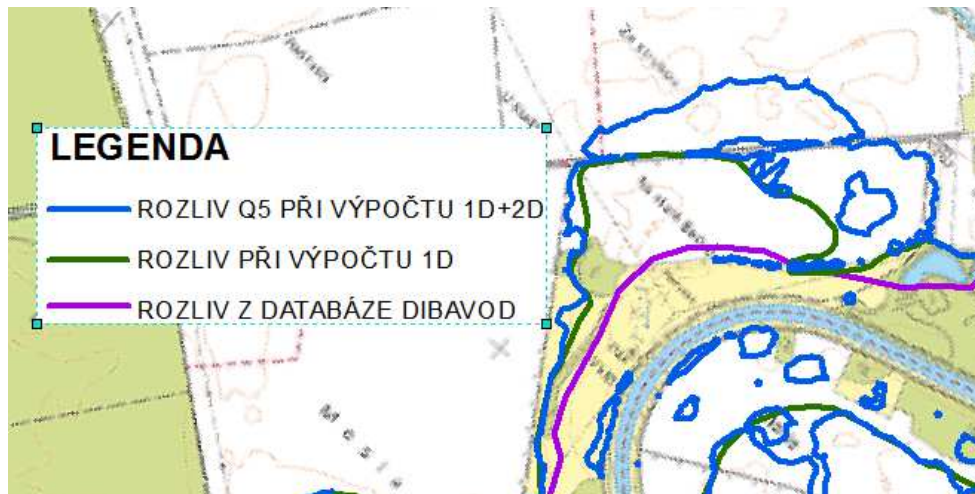 LEGENDA
ROZLIV Q5 PŘI VÝPOČTU 1D+2D
ROZLIV PŘI VÝPOČTU 1D
ROZLIV Z DATABÁZE DIBAVOD